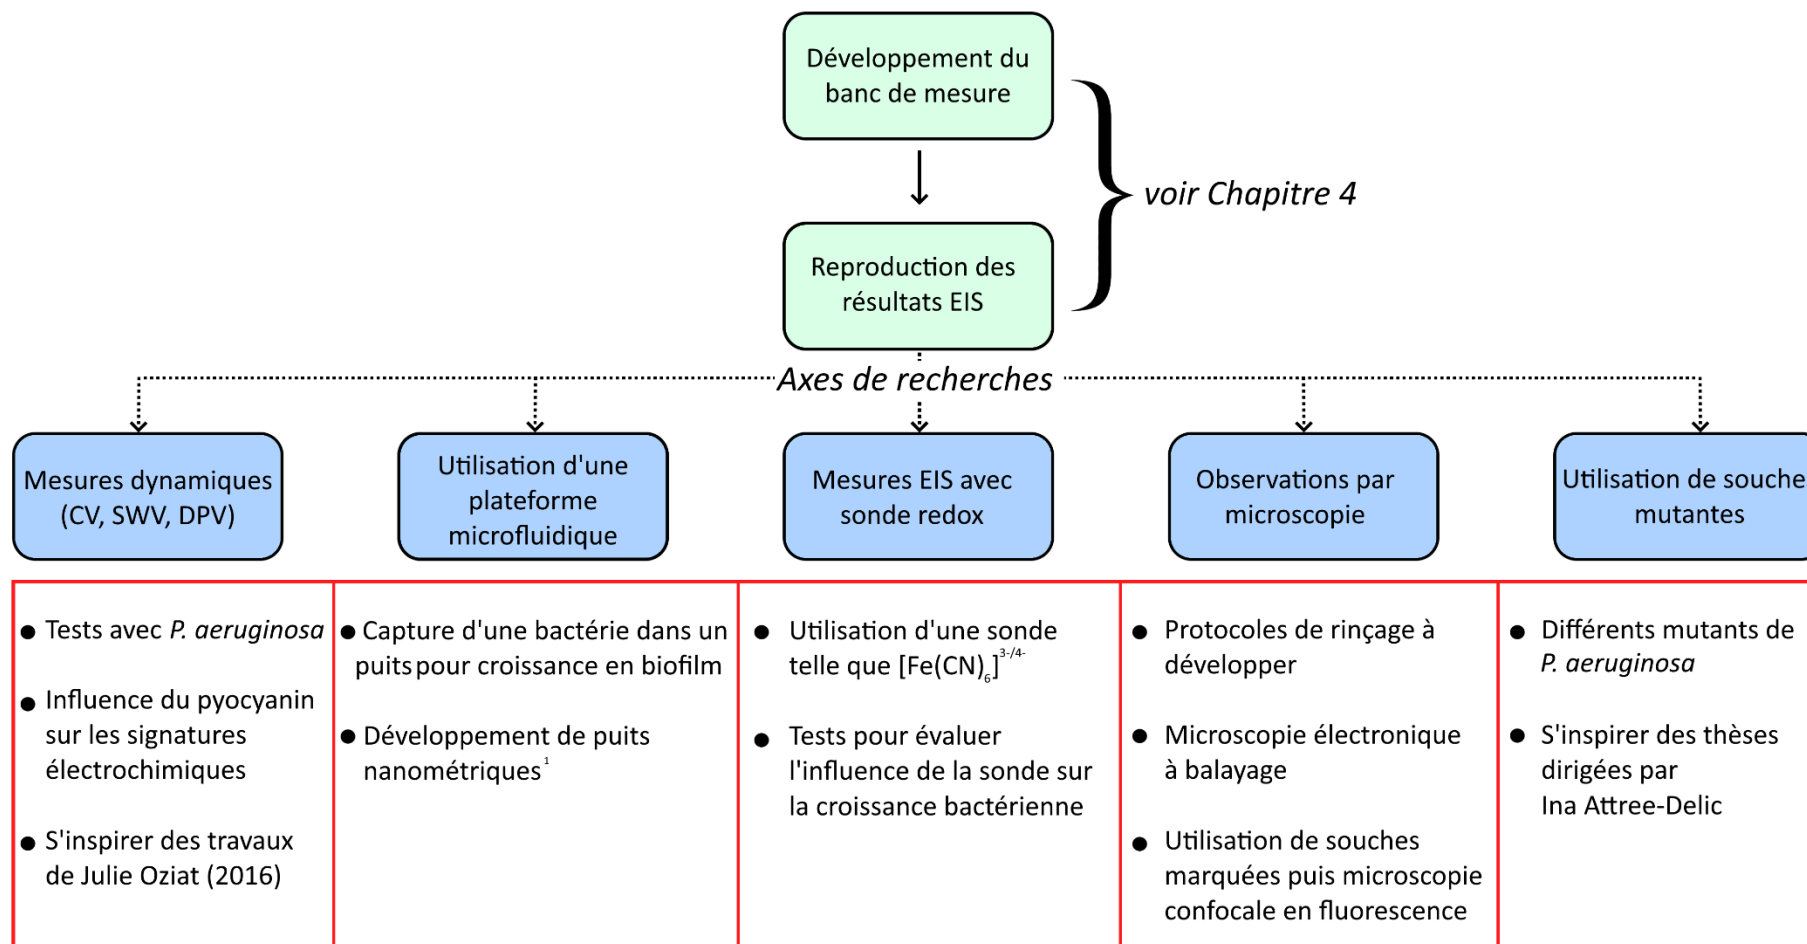 Développement du
banc de mesure
voir Chapitre 4
Reproduction des
résultats EIS
Axes de recherches
Mesures dynamiques
(CV, SWV, DPV)
Utilisation d'une
plateforme
microfluidique
Mesures EIS avec
sonde redox
Observations par
microscopie
Utilisation de souche
mutantes
● Tests avec P. aeruginosa
● Influence du pyocyanin
sur les signatures
électrochimiques
● S'inspirer des travaux
de Julie Oziat (2016)
● Capture d'une bactérie dans un
puits pour croissance en biofilm
● Développement de puits
nanométriques¹
● Utilisation d'une sonde
telle que [Fe(CN)₆]³⁻/⁴⁻
● Tests pour évaluer
l'influence de la sonde sur
la croissance bactérienne
● Protocoles de rinçage à
développer
● Microscopie électronique
à balayage
● Utilisation de souches
marquées puis microscopie
confocale en fluorescence
● Différents mutants de
P. aeruginosa
● S'inspirer des thèses
dirigées par
Ina Attree-Delic